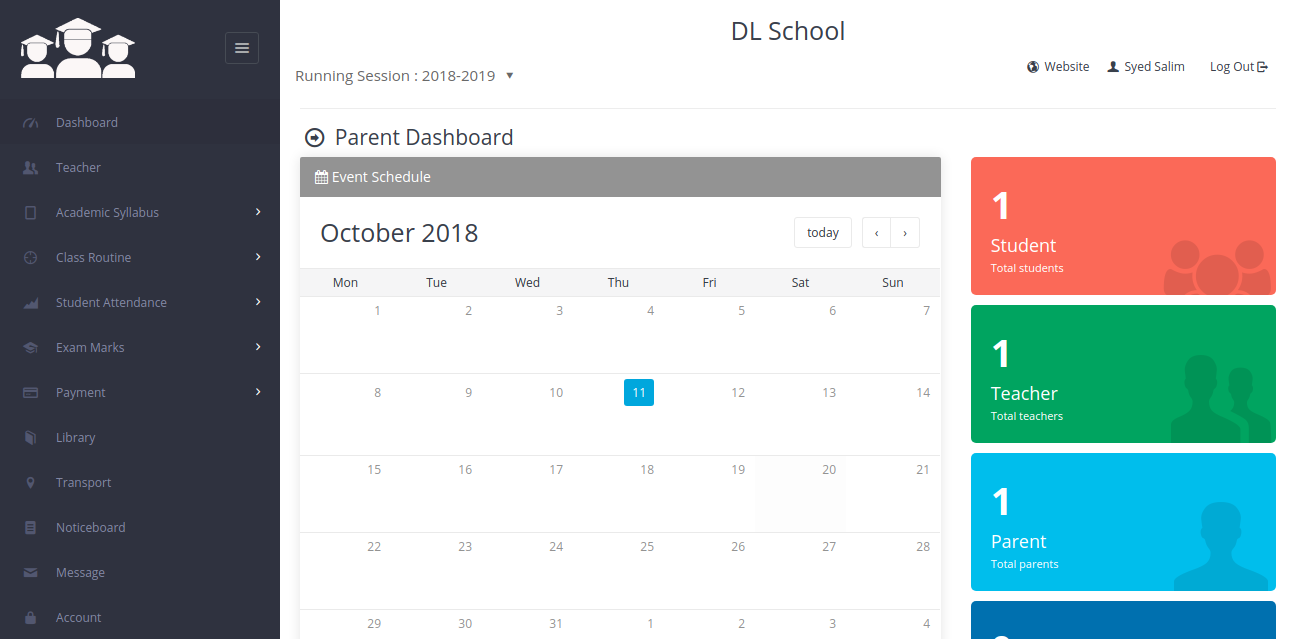 DL School
Running Session : 2018-2019
Website
Syed Salim
Log Out
Dashboard
Teacher
Academic Syllabus
Class Routine
Student Attendance
Exam Marks
Payment
Library
Transport
Noticeboard
Message
Account
Parent Dashboard
Event Schedule
October 2018
today
‹ ›
Mon Tue Wed Thu Fri Sat Sun
1 2 3 4 5 6 7
8 9 10 11 12 13 14
15 16 17 18 19 20 21
22 23 24 25 26 27 28
29 30 31 1 2 3 4
1
Student
Total students
1
Teacher
Total teachers
1
Parent
Total parents